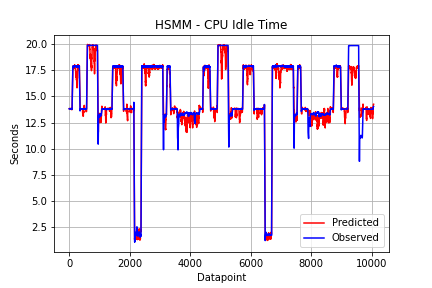 HSMM - CPU Idle Time
20.0
17.5
15.0
12.5
10.0
7.5
5.0
2.5
Seconds
Predicted
Observed
0 2000 4000 6000 8000 10000
Datapoint